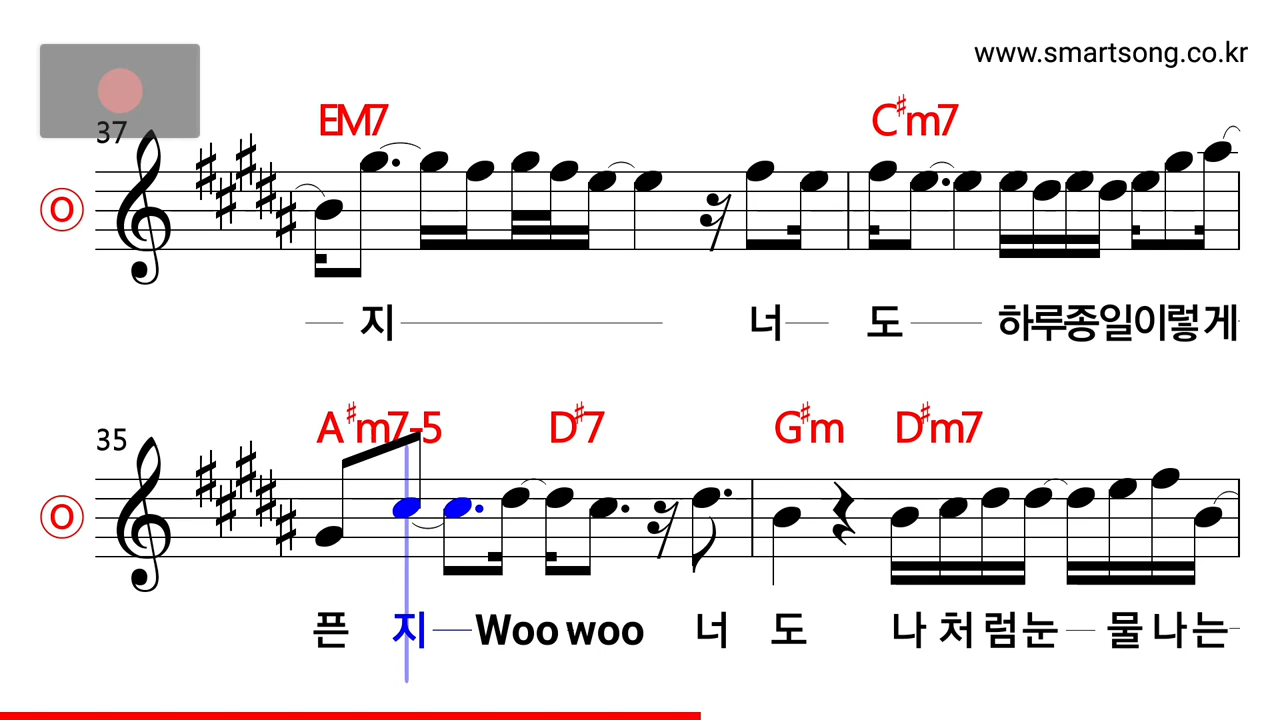 www.smartsong.co.kr
37
EM7 C♯m7
지 너 도 하루종일이렇게
35
A♯m7-5 D♯7 G♯m D♯m7
픈 지 Woo woo 너 도 나 처 럼눈 물 나는